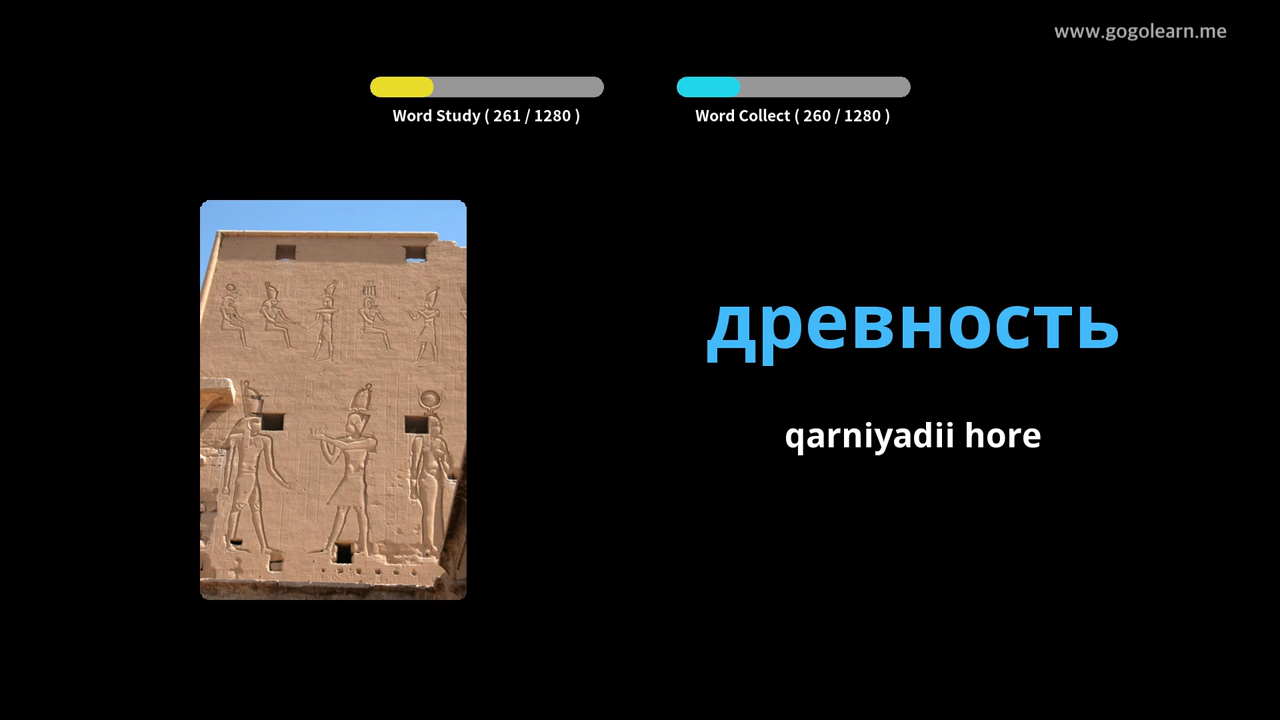 www.gogolearn.me
Word Study ( 261 / 1280 )
Word Collect ( 260 / 1280 )
древность
qarniyadii hore